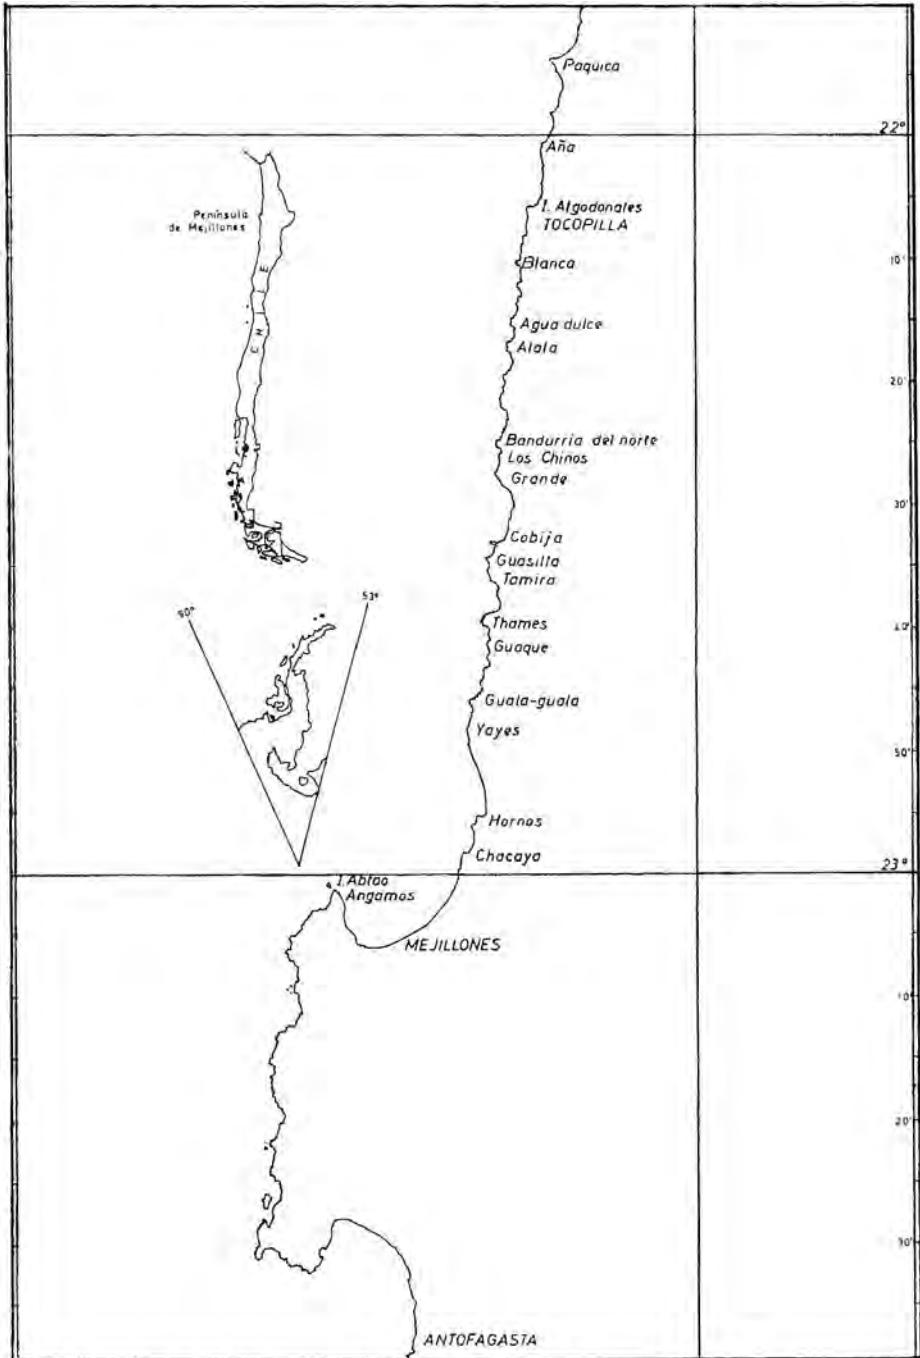 Paquica
22°
Aña
I. Algodonales
TOCOPILLA
Península
de Mejillones
10'
Blanca
CHILE
Agua dulce
Alala
20'
Bandurria del norte
Los Chinos
Grande
30'
Cobija
Guasilla
Tamira
90°
53°
Thames
40'
Guaque
Guala-guala
Yayes
50'
Hornos
Chacaya
23°
I. Abtao
Angamos
MEJILLONES
10'
20'
30'
ANTOFAGASTA